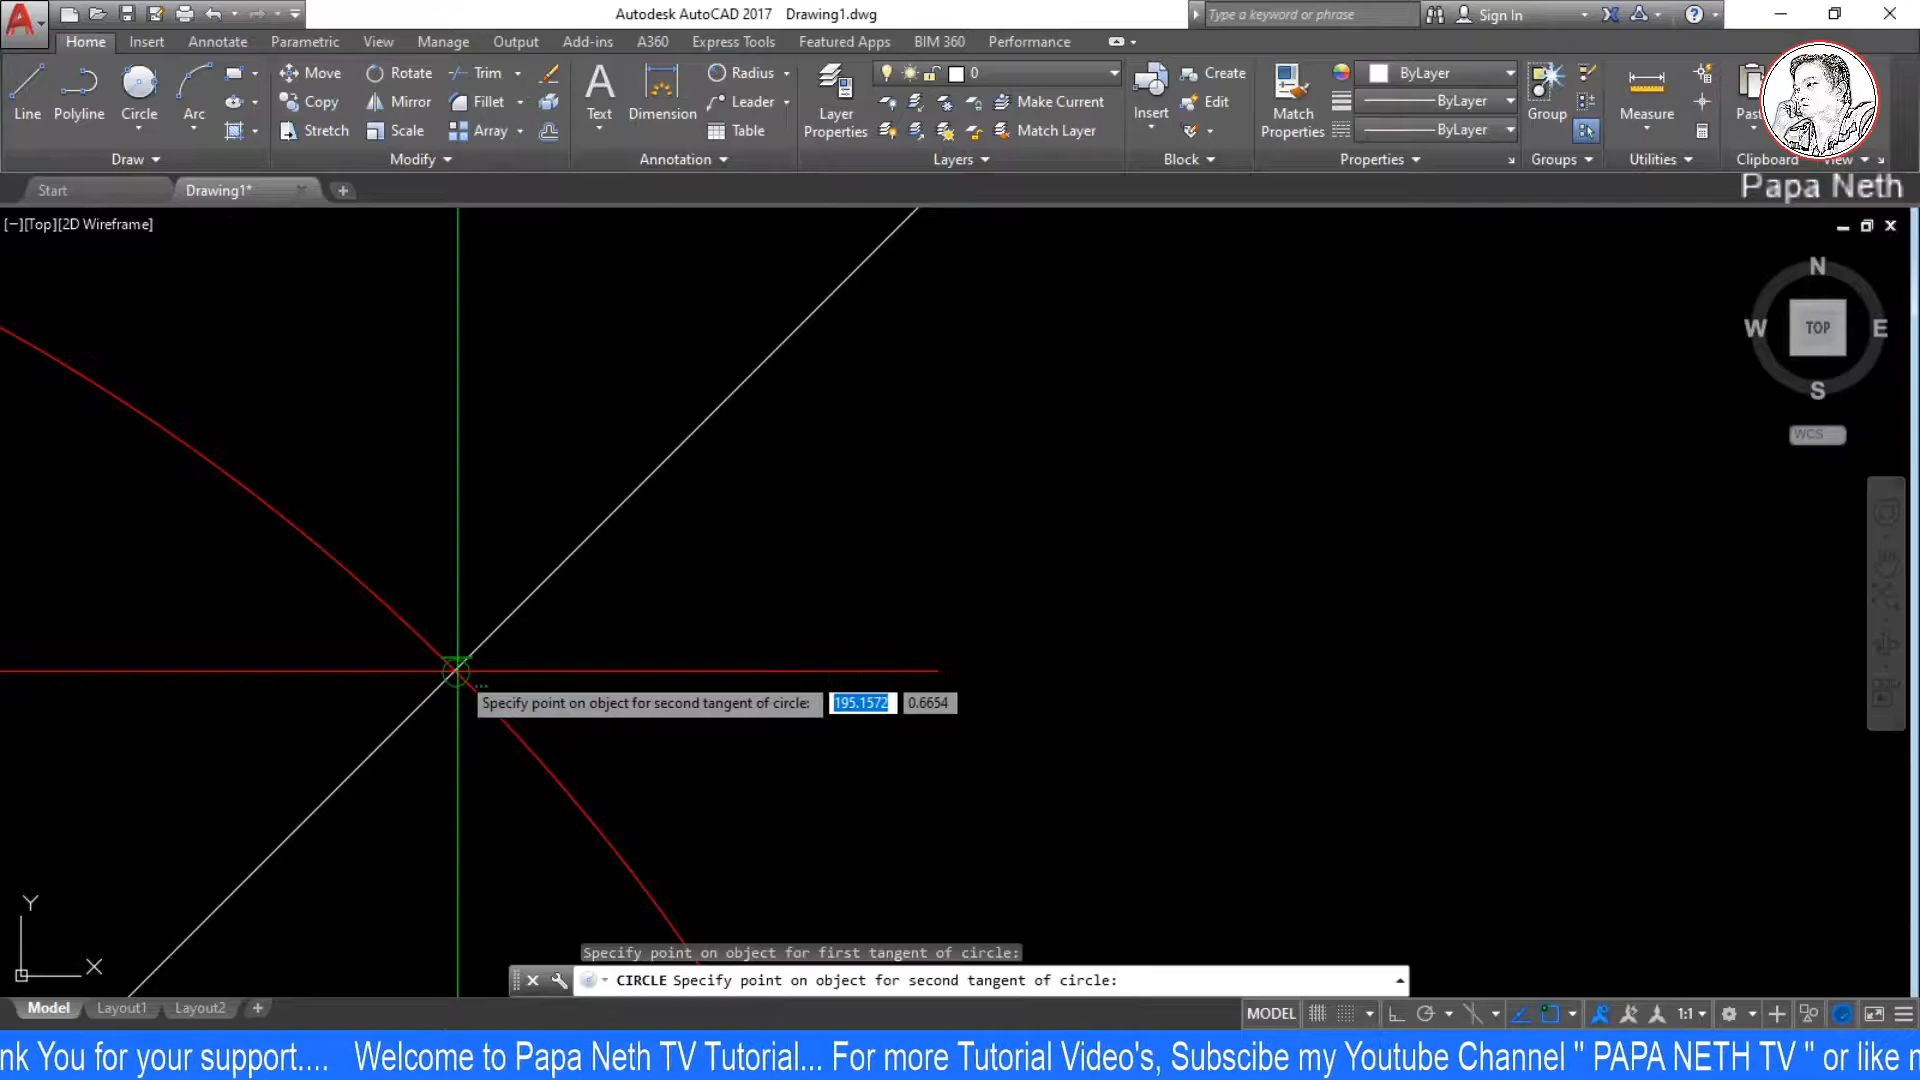 Autodesk AutoCAD 2017 Drawing1.dwg
Type a keyword or phrase
Sign In
Home Insert Annotate Parametric View Manage Output Add-ins A360 Express Tools Featured Apps BIM 360 Performance
Line Polyline Circle Arc
Move Rotate Trim
Copy Mirror Fillet
Stretch Scale Array
Text Dimension
Radius
Leader
Table
Layer Properties
0
Make Current
Match Layer
Insert
Create
Edit
Match Properties
ByLayer
ByLayer
ByLayer
Group
Measure
Draw Modify Annotation Layers Block Properties Groups Utilities Clipboard View
Papa Neth
Start Drawing1*
[−][Top][2D Wireframe]
N
W TOP E
S
WCS
Specify point on object for second tangent of circle: 195.1572 0.6654
Y
X
Specify point on object for first tangent of circle:
CIRCLE Specify point on object for second tangent of circle:
Model Layout1 Layout2
MODEL 1:1
nk You for your support.... Welcome to Papa Neth TV Tutorial... For more Tutorial Video's, Subscibe my Youtube Channel " PAPA NETH TV " or like